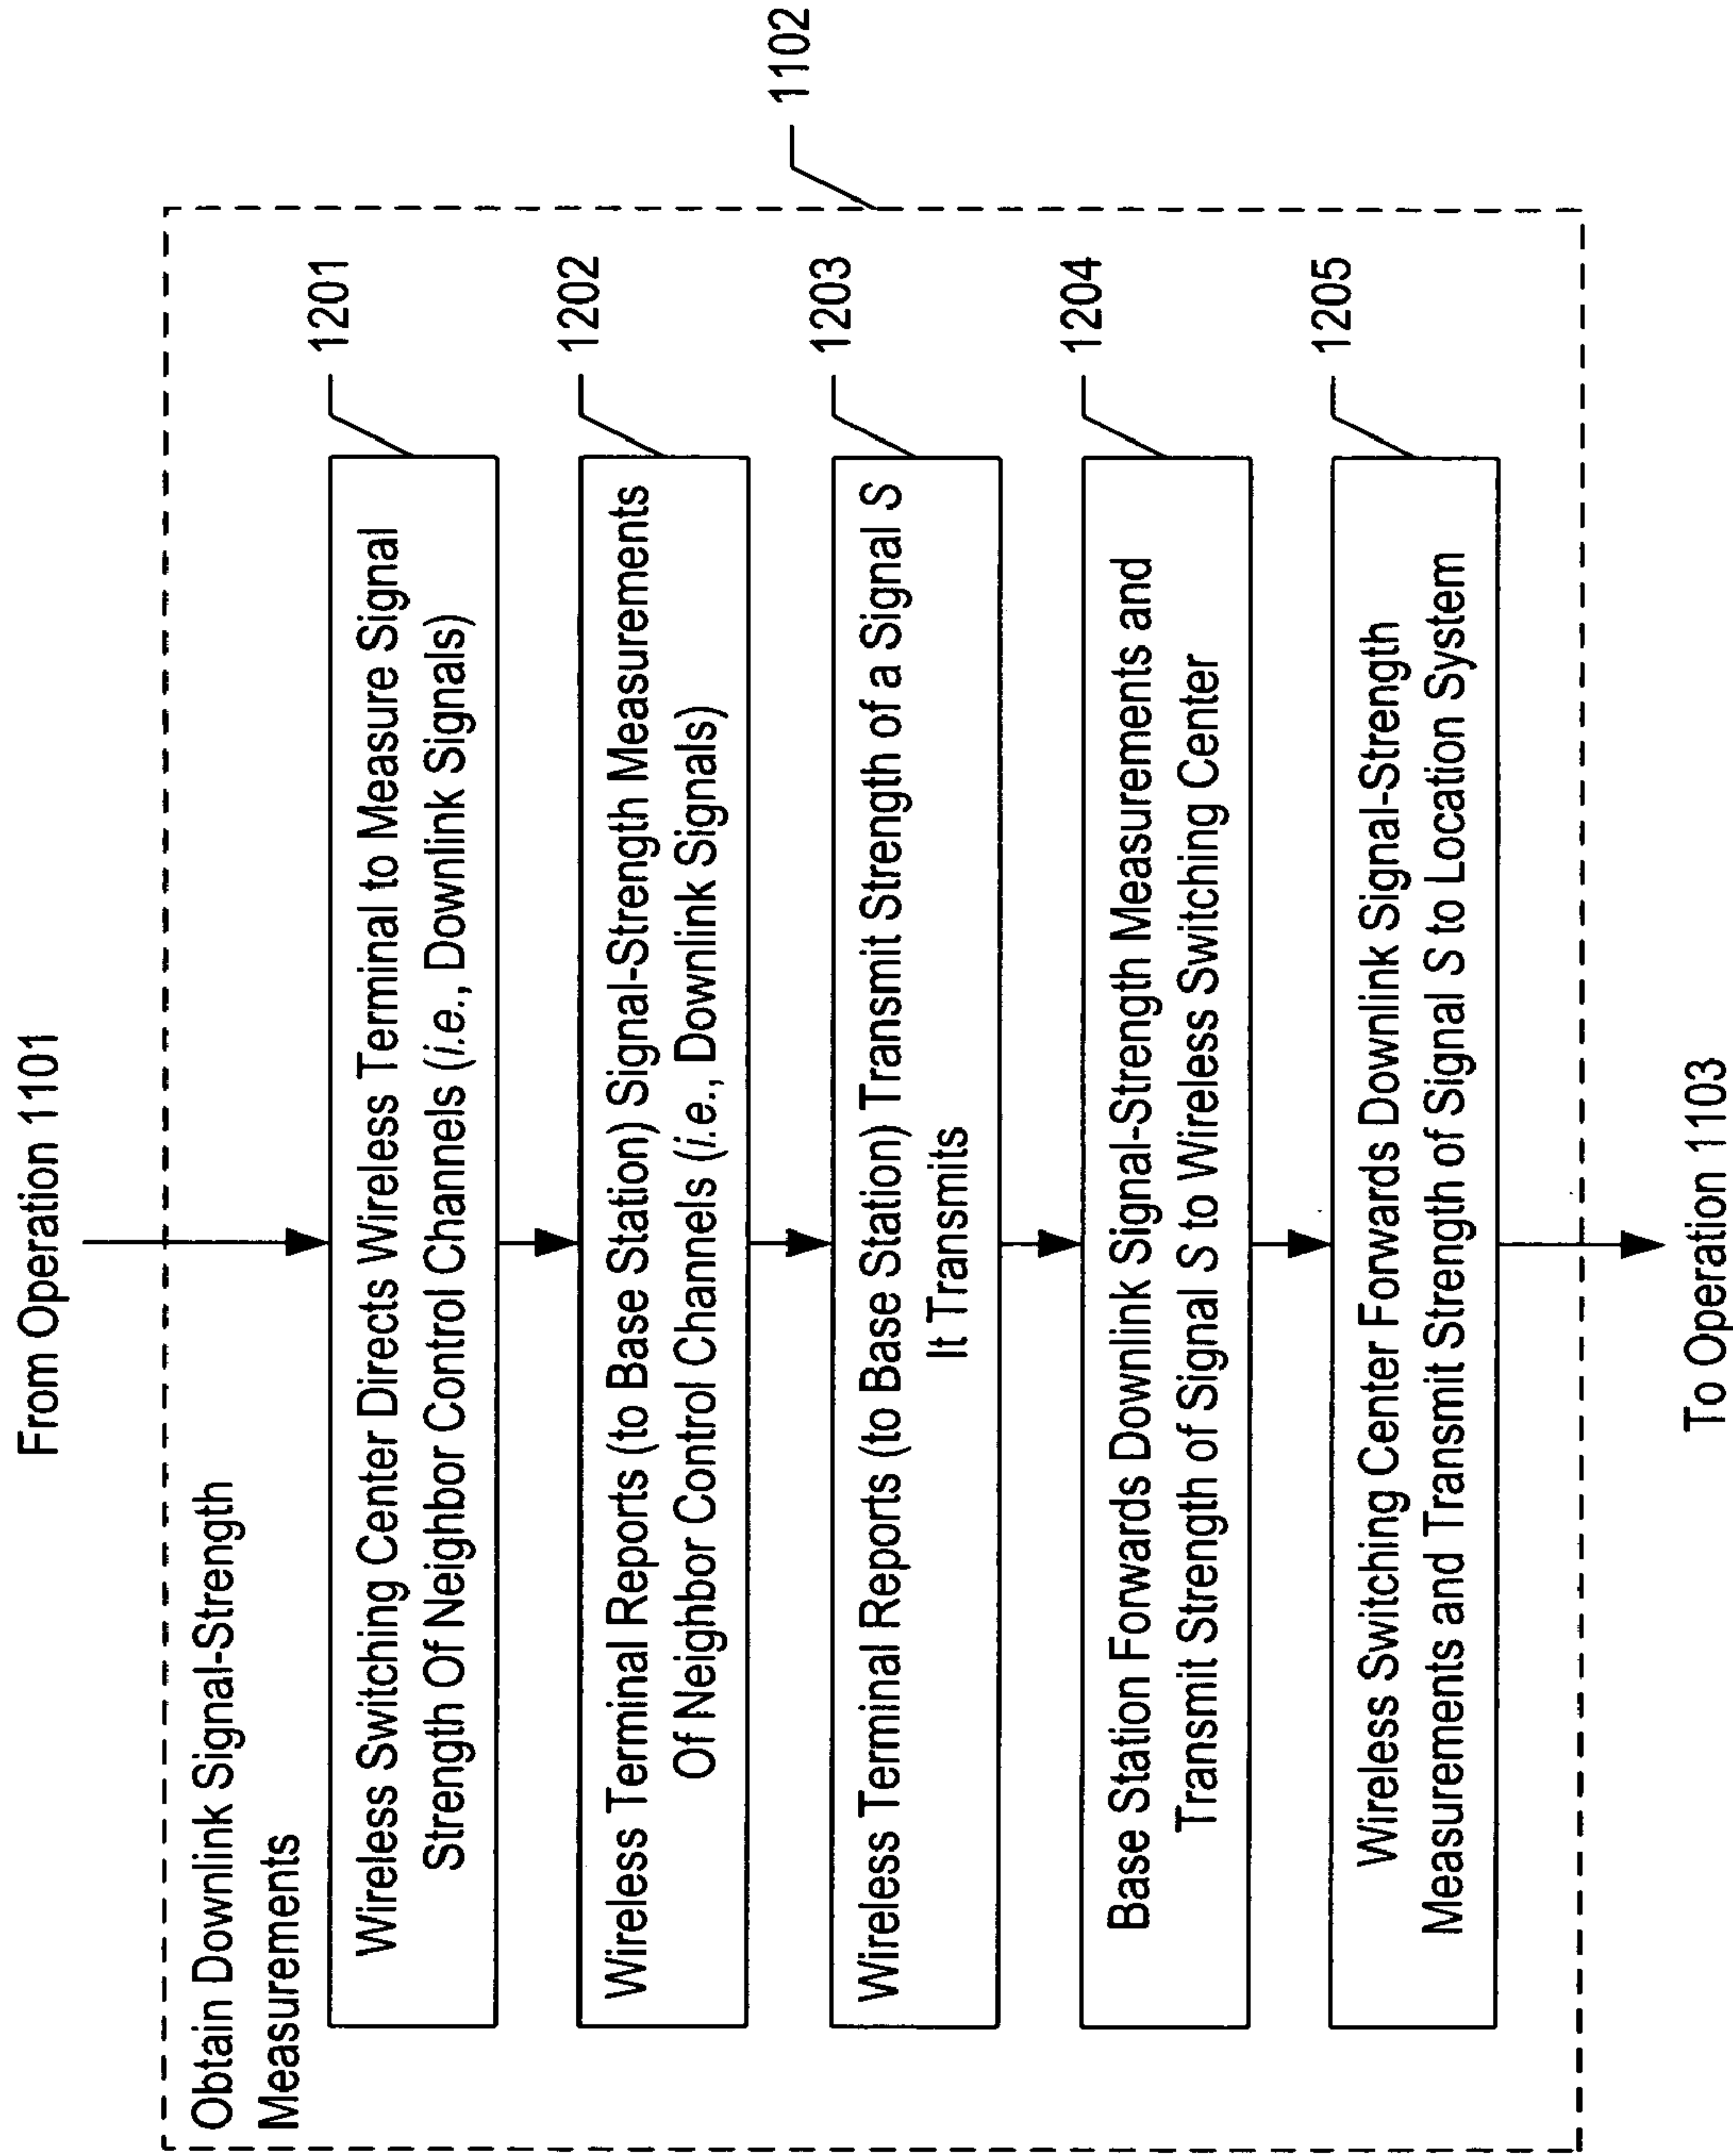 From Operation 1101
Obtain Downlink Signal-Strength
Measurements
1102
Wireless Switching Center Directs Wireless Terminal to Measure Signal
Strength Of Neighbor Control Channels (i.e., Downlink Signals)
1201
Wireless Terminal Reports (to Base Station) Signal-Strength Measurements
Of Neighbor Control Channels (i.e., Downlink Signals)
1202
Wireless Terminal Reports (to Base Station) Transmit Strength of a Signal S
It Transmits
1203
Base Station Forwards Downlink Signal-Strength Measurements and
Transmit Strength of Signal S to Wireless Switching Center
1204
Wireless Switching Center Forwards Downlink Signal-Strength
Measurements and Transmit Strength of Signal S to Location System
1205
To Operation 1103